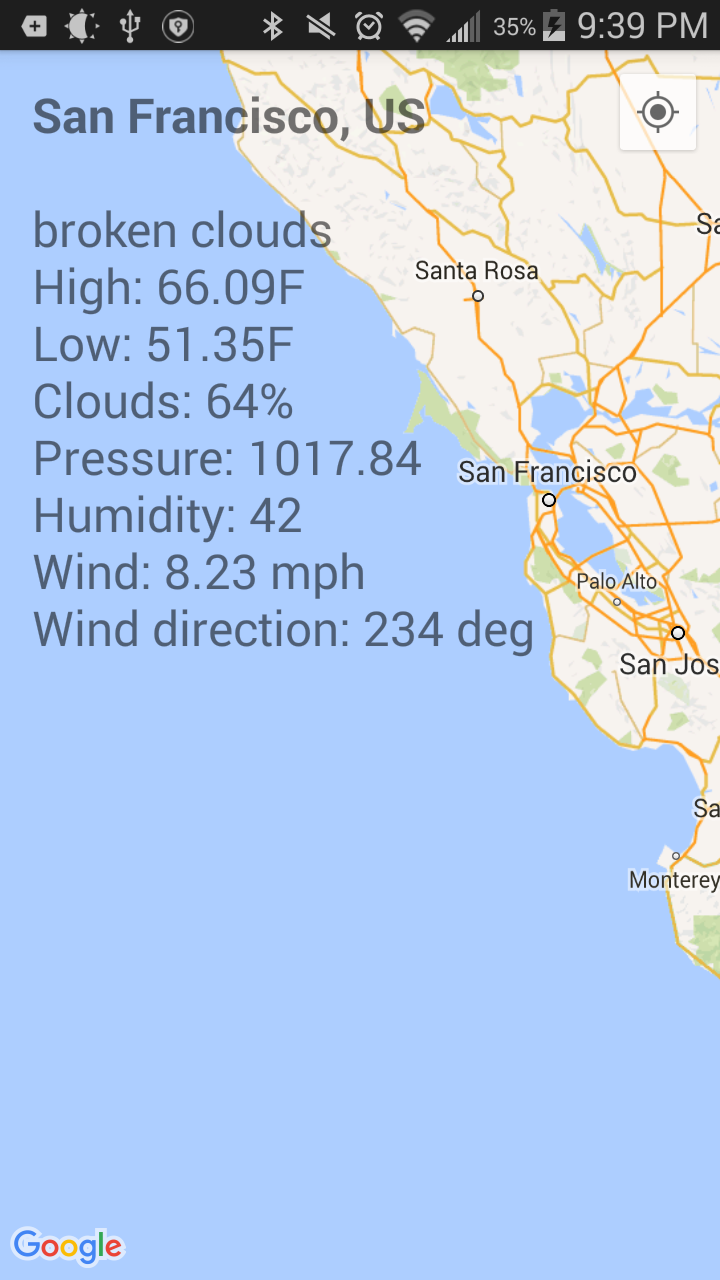 35% 9:39 PM
San Francisco, US
broken clouds
High: 66.09F
Low: 51.35F
Clouds: 64%
Pressure: 1017.84
Humidity: 42
Wind: 8.23 mph
Wind direction: 234 deg
Sa
Santa Rosa
San Francisco
Palo Alto
San Jos
Sa
Monterey
Google